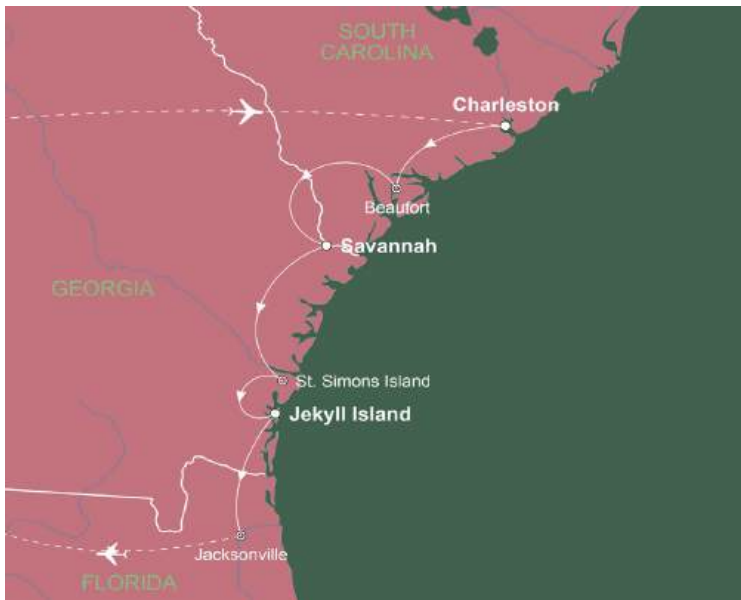 SOUTH
CAROLINA
Charleston
Beaufort
Savannah
GEORGIA
St. Simons Island
Jekyll Island
Jacksonville
FLORIDA